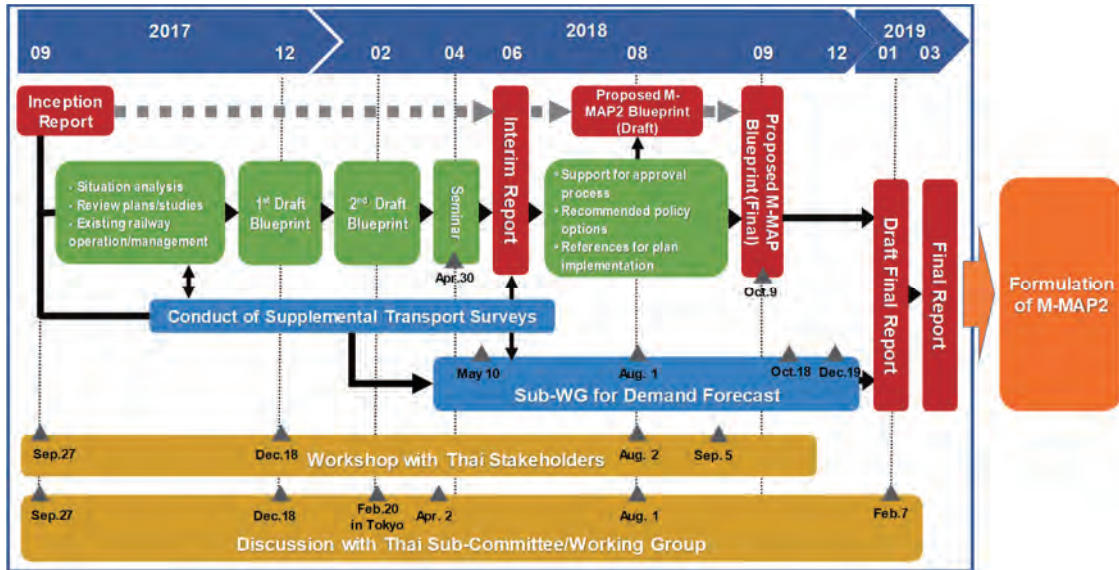 2017
2018
2019
09
12
02
04
06
08
09
12
01
03
Inception
Report
Proposed M-
MAP2 Blueprint
(Draft)
Interim Report
Proposed M-MAP
Blueprint(Final)
• Situation analysis
• Review plans/studies
• Existing railway
operation/management
1st Draft
Blueprint
2nd Draft
Blueprint
Seminar
• Support for approval
process
• Recommended policy
options
• References for plan
implementation
Apr.30
Oct.9
Draft Final Report
Final Report
Formulation
of M-MAP2
Conduct of Supplemental Transport Surveys
May 10
Aug. 1
Oct.18
Dec.19
Sub-WG for Demand Forecast
Sep.27
Dec.18
Aug. 2
Sep. 5
Workshop with Thai Stakeholders
Sep.27
Dec.18
Feb.20
in Tokyo
Apr. 2
Aug. 1
Feb.7
Discussion with Thai Sub-Committee/Working Group